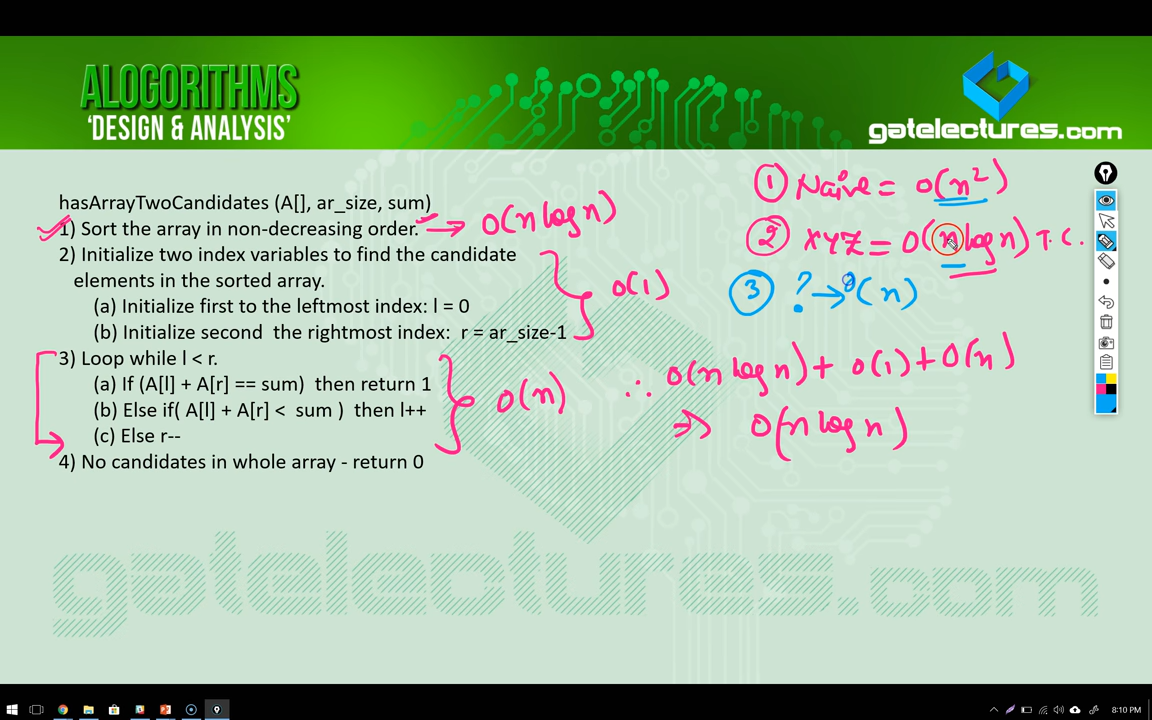 ALOGORITHMS
'DESIGN & ANALYSIS'
gatelectures.com
hasArrayTwoCandidates (A[], ar_size, sum)
1) Sort the array in non-decreasing order. → O(n log n)
2) Initialize two index variables to find the candidate
elements in the sorted array.
(a) Initialize first to the leftmost index: l = 0
(b) Initialize second the rightmost index: r = ar_size-1
O(1)
3) Loop while l < r.
(a) If (A[l] + A[r] == sum) then return 1
(b) Else if( A[l] + A[r] < sum ) then l++
(c) Else r--
O(n)
4) No candidates in whole array - return 0
① Naive = O(n²)
② XYZ = O(n log n) T.C.
③ ? → O(n)
∴ O(n log n) + O(1) + O(n)
⇒ O(n log n)
gatelectures.com
8:10 PM